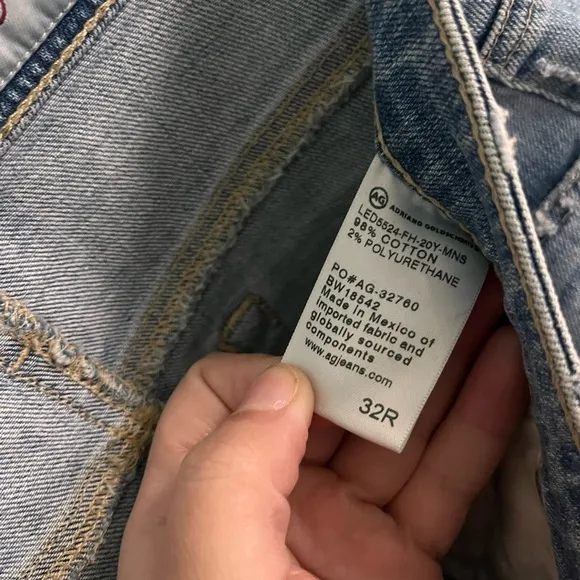 AG ADRIANO GOLDSCHMIED
LED5524-FH-20Y-MNS
98% COTTON
2% POLYURETHANE
PO#AG-32760
BW16542
Made in Mexico of
imported fabric and
globally sourced
components
www.agjeans.com
32R